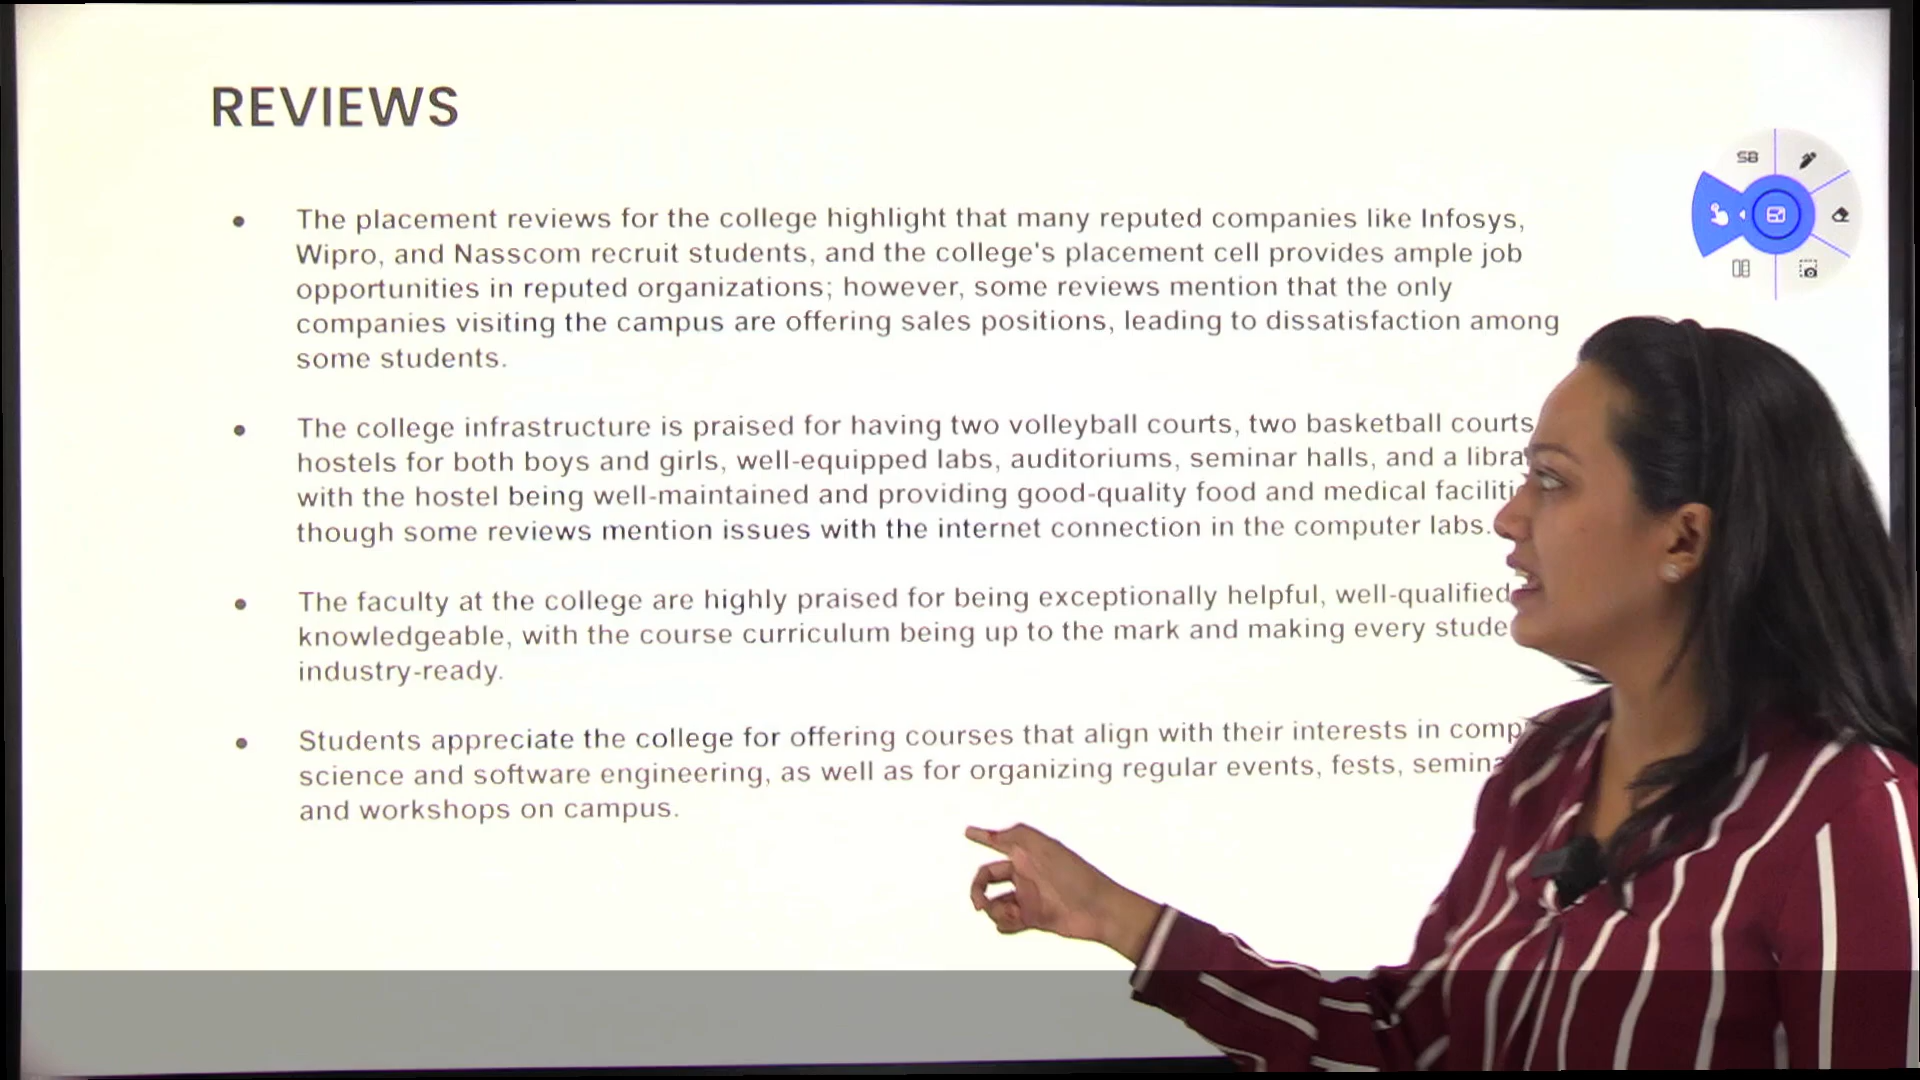 REVIEWS
SB
• The placement reviews for the college highlight that many reputed companies like Infosys,
Wipro, and Nasscom recruit students, and the college's placement cell provides ample job
opportunities in reputed organizations; however, some reviews mention that the only
companies visiting the campus are offering sales positions, leading to dissatisfaction among
some students.
• The college infrastructure is praised for having two volleyball courts, two basketball courts
hostels for both boys and girls, well-equipped labs, auditoriums, seminar halls, and a
with the hostel being well-maintained and providing good-quality food and medical
though some reviews mention issues with the internet connection in the computer labs.
• The faculty at the college are highly praised for being exceptionally helpful, well-qualified
knowledgeable, with the course curriculum being up to the mark and making every
industry-ready.
• Students appreciate the college for offering courses that align with their interests in
science and software engineering, as well as for organizing regular events, fests,
and workshops on campus.